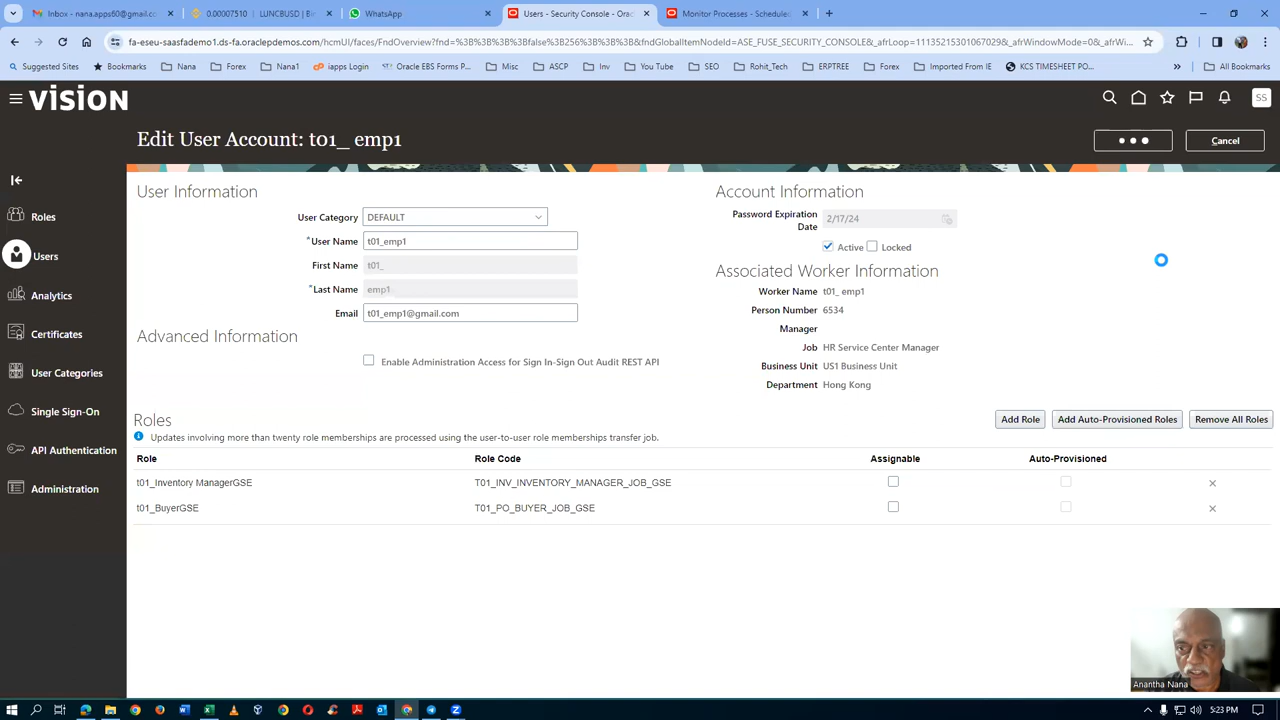 Inbox - nana.apps60@gmail.co
0.00007510 | LUNCBUSD | Bi
WhatsApp
Users - Security Console - Orac
Monitor Processes - Schedule
fa-eseu-saasfademo1.ds-fa.oraclepdemos.com/hcmUI/faces/FndOverview?fnd=%3B%3B%3B%3Bfalse%3B256%3B%3B%3B&fndGlobalItemNodeId=ASE_FUSE_SECURITY_CONSOLE&_afrLoop=11135215301067029&_afrWindowMode=0&_afrWi...
Suggested Sites Bookmarks Nana Forex Nana1 iapps Login Oracle EBS Forms P... Misc ASCP Inv You Tube SEO Rohit_Tech ERPTREE Forex Imported From IE KCS TIMESHEET PO... » All Bookmarks
VISION
SS
Edit User Account: t01_ emp1
Cancel
Roles
Users
Analytics
Certificates
User Categories
Single Sign-On
API Authentication
Administration
User Information
User Category DEFAULT
*User Name t01_emp1
First Name t01_
*Last Name emp1
Email t01_emp1@gmail.com
Advanced Information
Enable Administration Access for Sign In-Sign Out Audit REST API
Account Information
Password Expiration Date 2/17/24
Active Locked
Associated Worker Information
Worker Name t01_ emp1
Person Number 6534
Manager
Job HR Service Center Manager
Business Unit US1 Business Unit
Department Hong Kong
Roles
Add Role Add Auto-Provisioned Roles Remove All Roles
Updates involving more than twenty role memberships are processed using the user-to-user role memberships transfer job.
Role Role Code Assignable Auto-Provisioned
t01_Inventory ManagerGSE T01_INV_INVENTORY_MANAGER_JOB_GSE
t01_BuyerGSE T01_PO_BUYER_JOB_GSE
Anantha Nana
5:23 PM